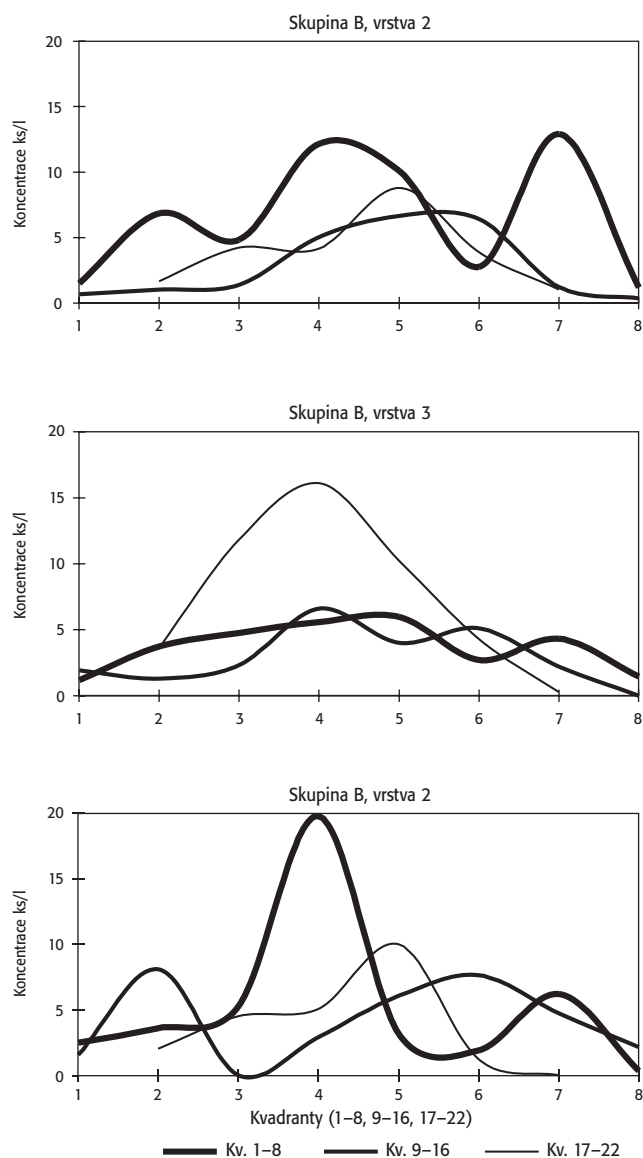 Skupina B, vrstva 2
Koncentrace ks/l
20
15
10
5
0
1 2 3 4 5 6 7 8
Skupina B, vrstva 3
Koncentrace ks/l
20
15
10
5
0
1 2 3 4 5 6 7 8
Skupina B, vrstva 2
Koncentrace ks/l
20
15
10
5
0
1 2 3 4 5 6 7 8
Kvadranty (1–8, 9–16, 17–22)
Kv. 1–8 Kv. 9–16 Kv. 17–22